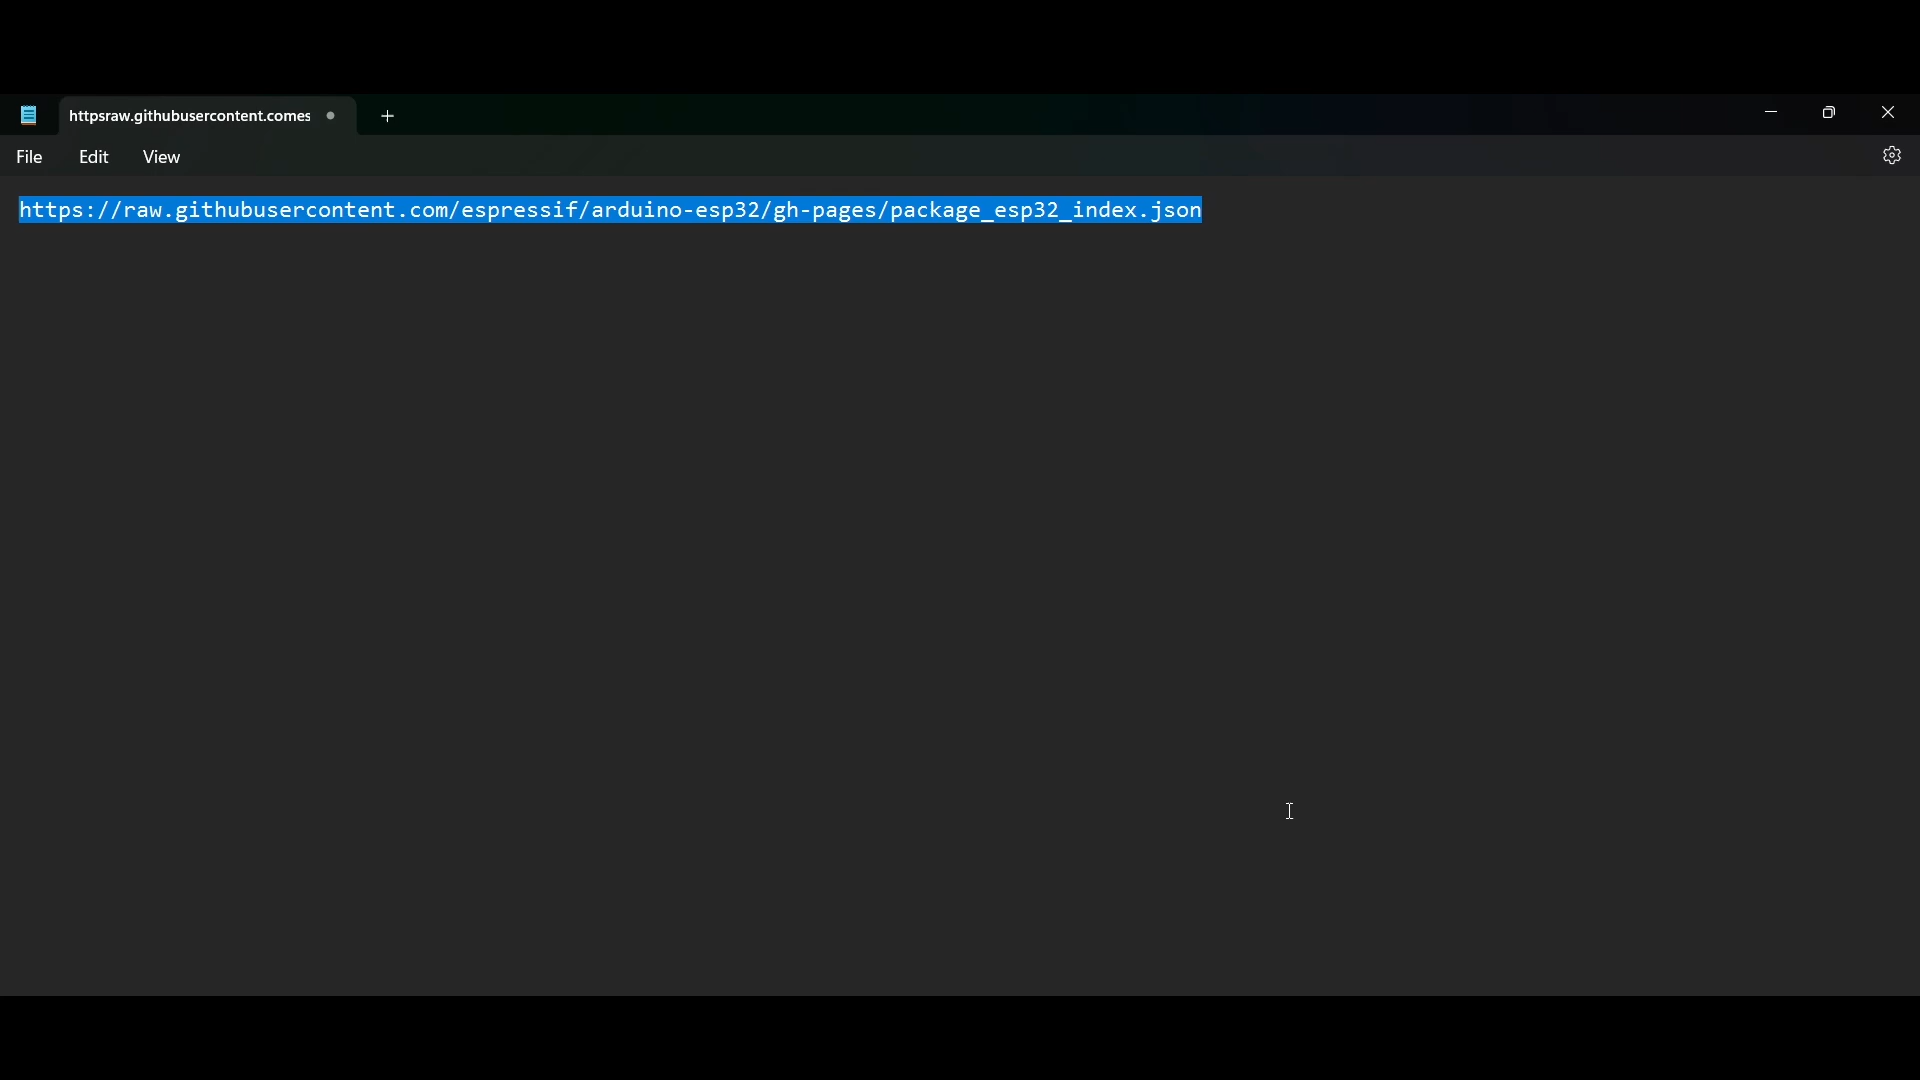 httpsraw.githubusercontent.comes
File Edit View
https://raw.githubusercontent.com/espressif/arduino-esp32/gh-pages/package_esp32_index.json